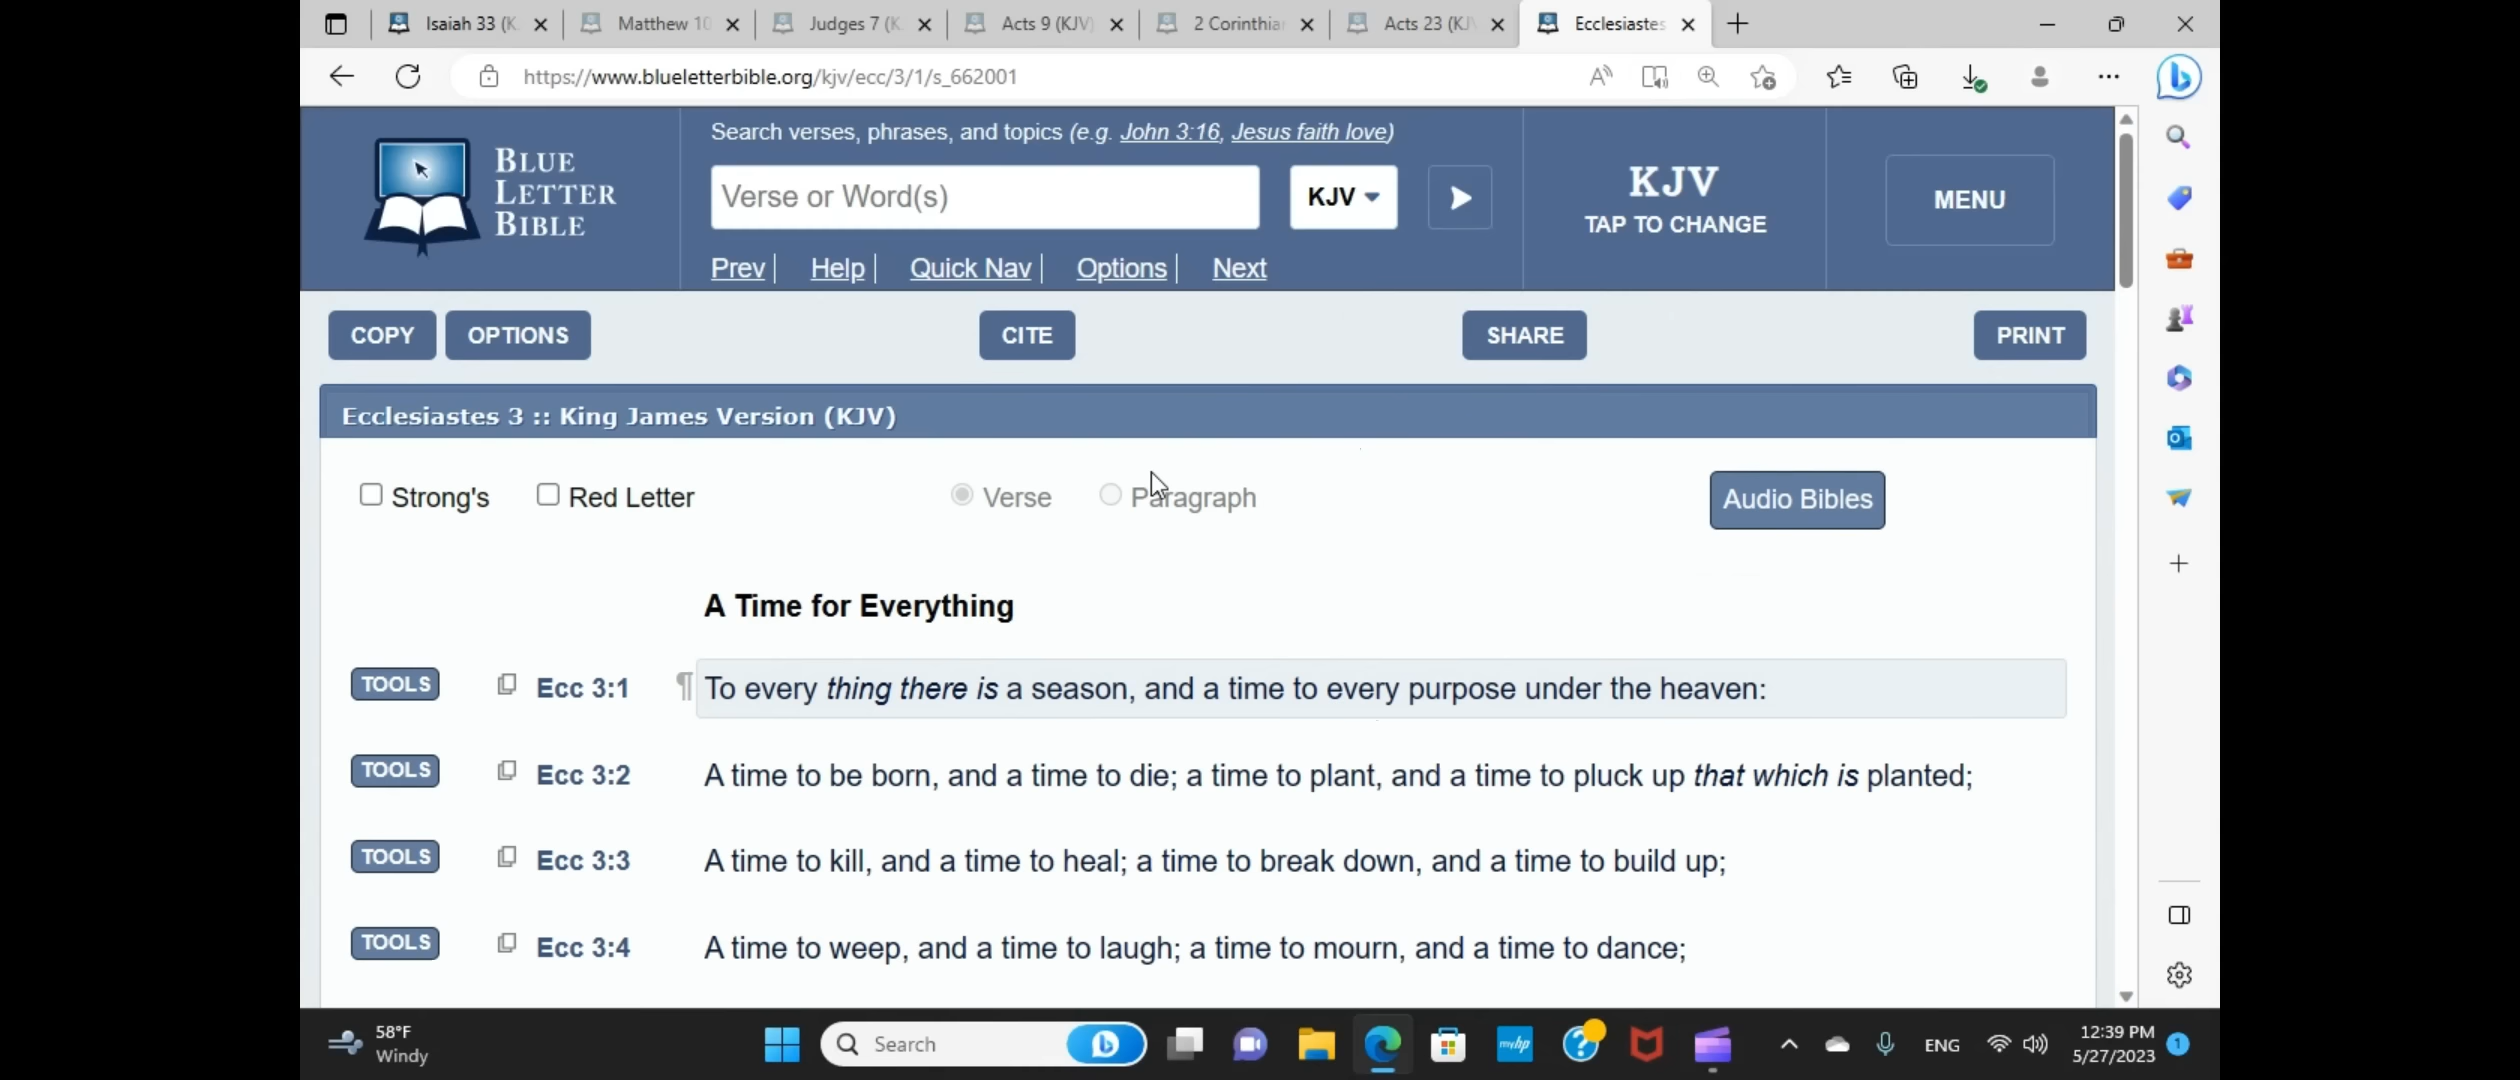 Isaiah 33 (K
Matthew 10
Judges 7 (K
Acts 9 (KJV)
2 Corinthia
Acts 23 (KJV
Ecclesiastes
https://www.blueletterbible.org/kjv/ecc/3/1/s_662001
BLUE
LETTER
BIBLE
Search verses, phrases, and topics (e.g. John 3:16, Jesus faith love)
Verse or Word(s)
KJV
Prev | Help | Quick Nav | Options | Next
KJV
TAP TO CHANGE
MENU
COPY OPTIONS CITE SHARE PRINT
Ecclesiastes 3 :: King James Version (KJV)
Strong's Red Letter Verse Paragraph Audio Bibles
A Time for Everything
TOOLS Ecc 3:1 ¶ To every thing there is a season, and a time to every purpose under the heaven:
TOOLS Ecc 3:2 A time to be born, and a time to die; a time to plant, and a time to pluck up that which is planted;
TOOLS Ecc 3:3 A time to kill, and a time to heal; a time to break down, and a time to build up;
TOOLS Ecc 3:4 A time to weep, and a time to laugh; a time to mourn, and a time to dance;
58°F
Windy
Search
myhp
ENG
12:39 PM
5/27/2023
1